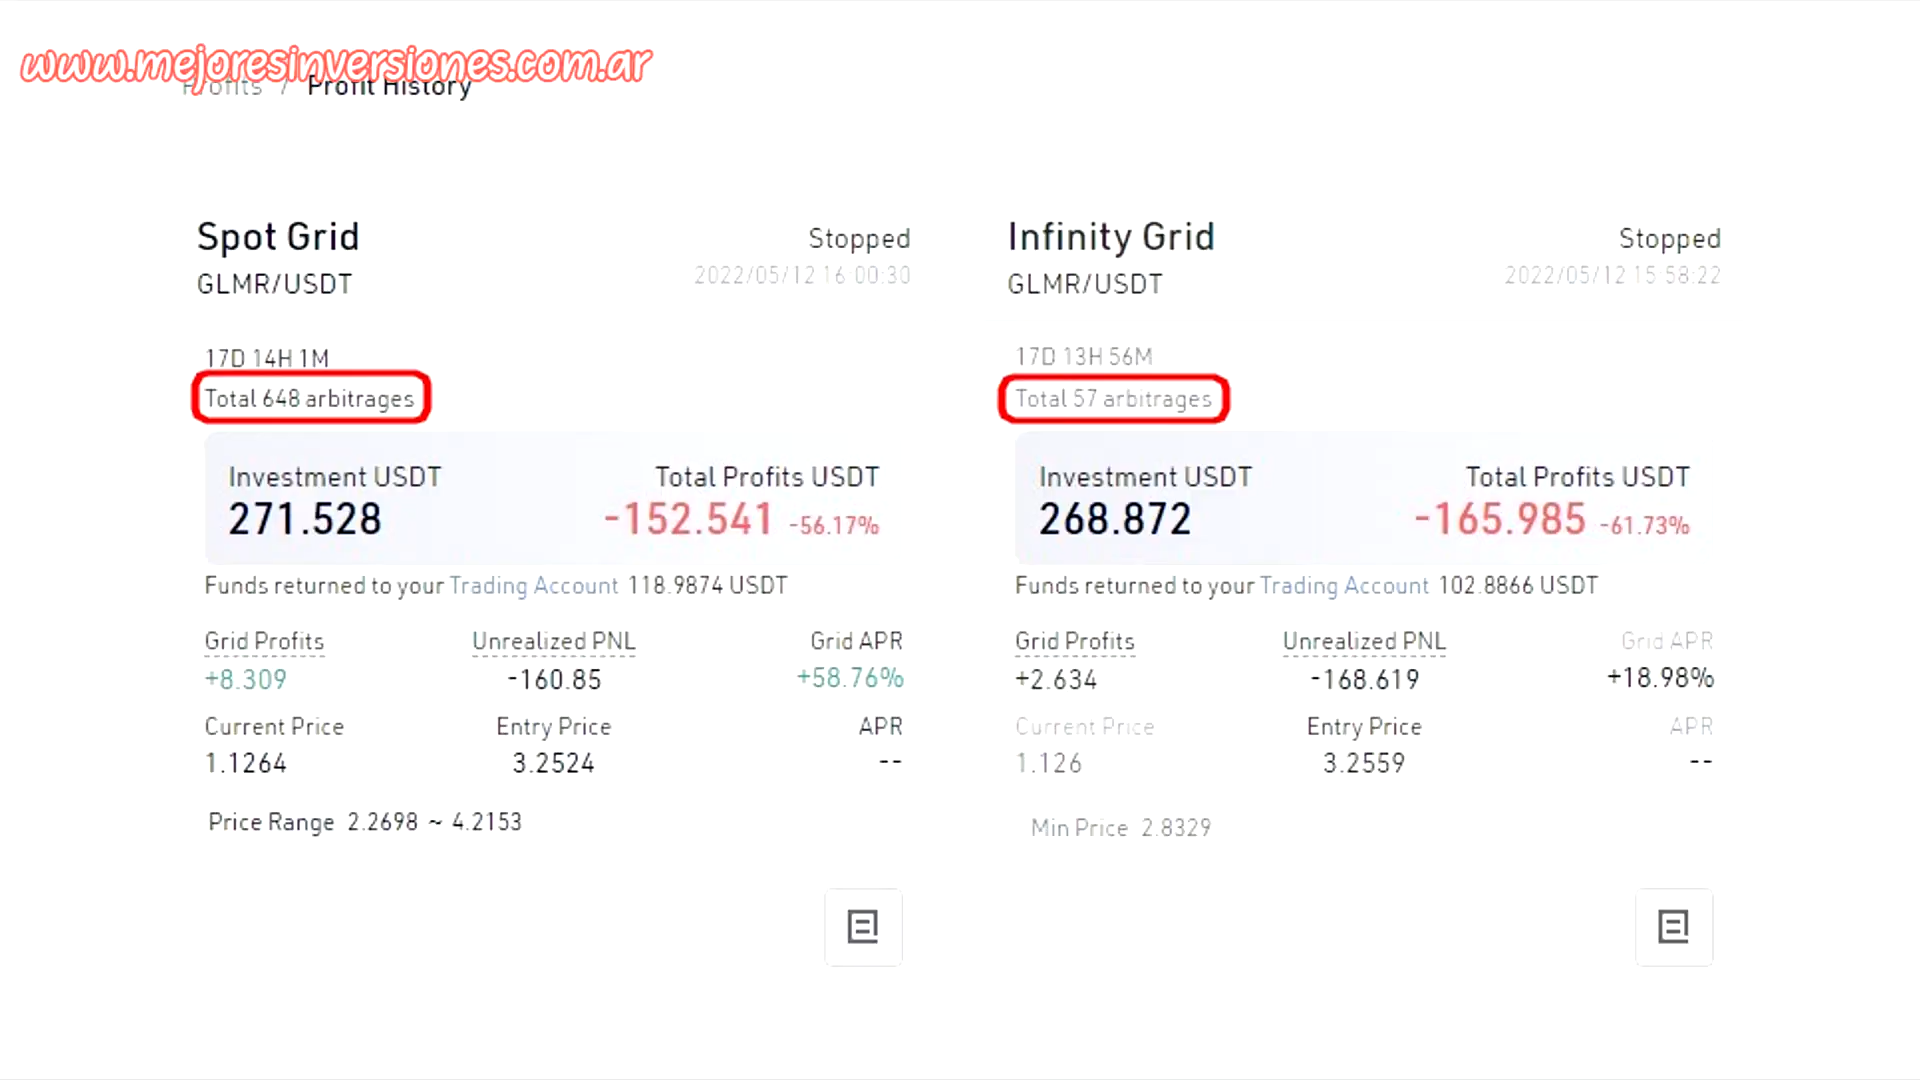 www.mejoresinversiones.com.ar
Profits / Profit History
Spot Grid
Stopped
GLMR/USDT
2022/05/12 16:00:30
17D 14H 1M
Total 648 arbitrages
Investment USDT
Total Profits USDT
271.528
-152.541 -56.17%
Funds returned to your Trading Account 118.9874 USDT
Grid Profits
Unrealized PNL
Grid APR
+8.309
-160.85
+58.76%
Current Price
Entry Price
APR
1.1264
3.2524
--
Price Range 2.2698 ~ 4.2153
Infinity Grid
Stopped
GLMR/USDT
2022/05/12 15:58:22
17D 13H 56M
Total 57 arbitrages
Investment USDT
Total Profits USDT
268.872
-165.985 -61.73%
Funds returned to your Trading Account 102.8866 USDT
Grid Profits
Unrealized PNL
Grid APR
+2.634
-168.619
+18.98%
Current Price
Entry Price
APR
1.126
3.2559
--
Min Price 2.8329